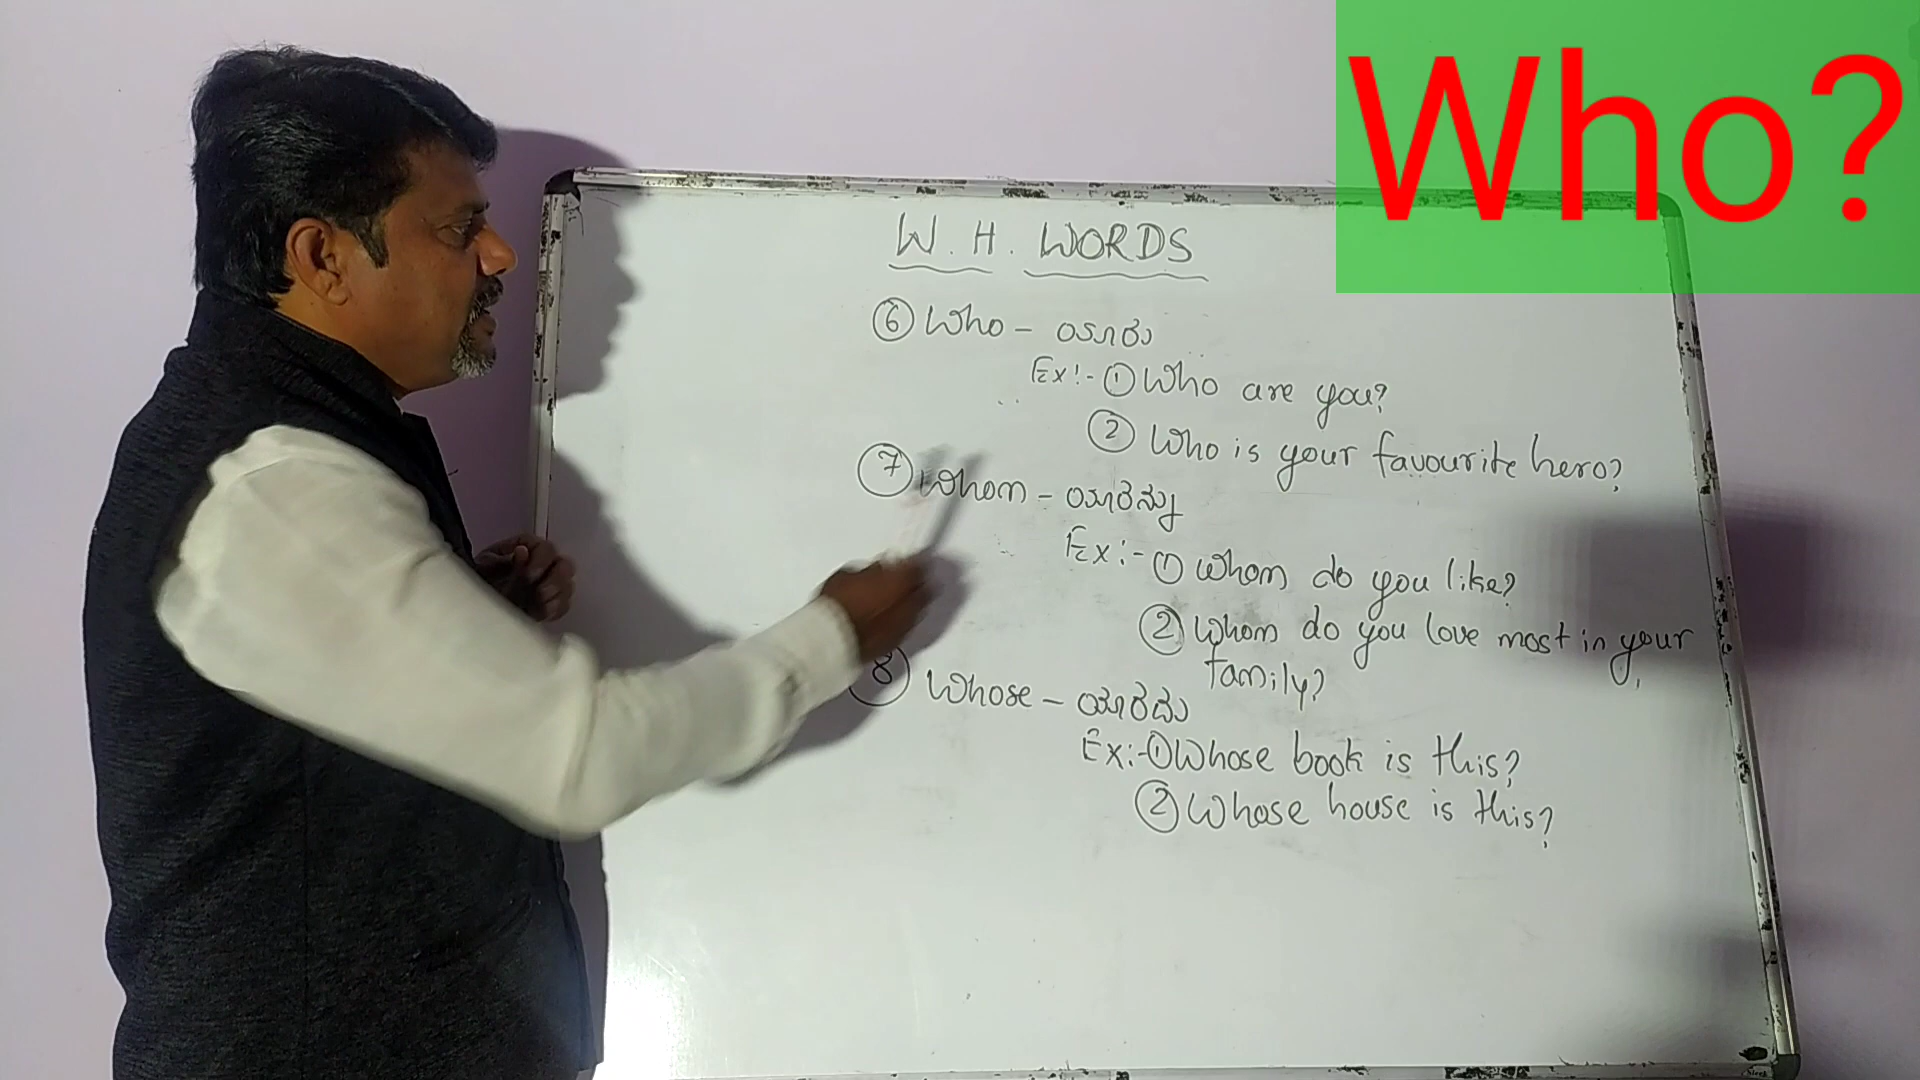 Who?
W. H. WORDS
6 Who - ಯಾರು
Ex:- 1 Who are you?
2 Who is your favourite hero?
7 Whom - ಯಾರನ್ನು
Ex:- 1 Whom do you like?
2 Whom do you love most in your
family?
8 Whose - ಯಾರದು
Ex:- 1 Whose book is this?
2 Whose house is this?